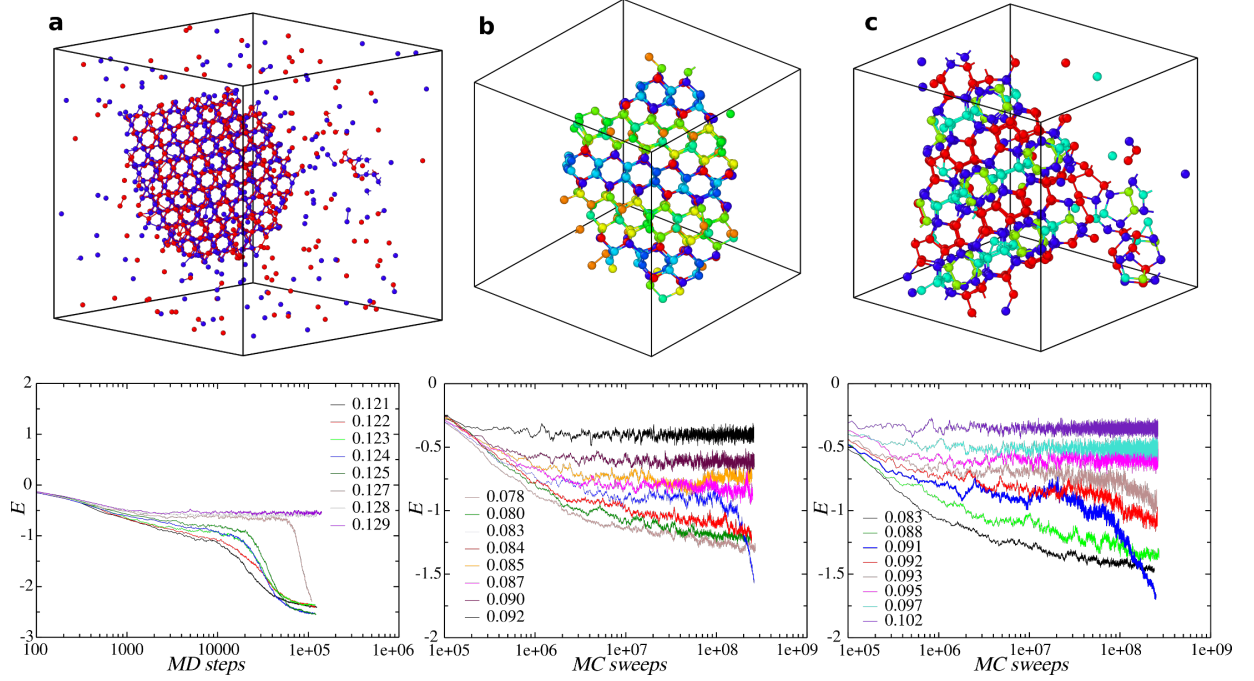 a
b
c
2
1
0
-1
-2
-3
E
0.121
0.122
0.123
0.124
0.125
0.127
0.128
0.129
100
1000
10000
1e+05
1e+06
MD steps
0
-0.5
-1
-1.5
-2
E
0.078
0.080
0.083
0.084
0.085
0.087
0.090
0.092
1e+05
1e+06
1e+07
1e+08
1e+09
MC sweeps
0
-0.5
-1
-1.5
-2
E
0.083
0.088
0.091
0.092
0.093
0.095
0.097
0.102
1e+05
1e+06
1e+07
1e+08
1e+09
MC sweeps